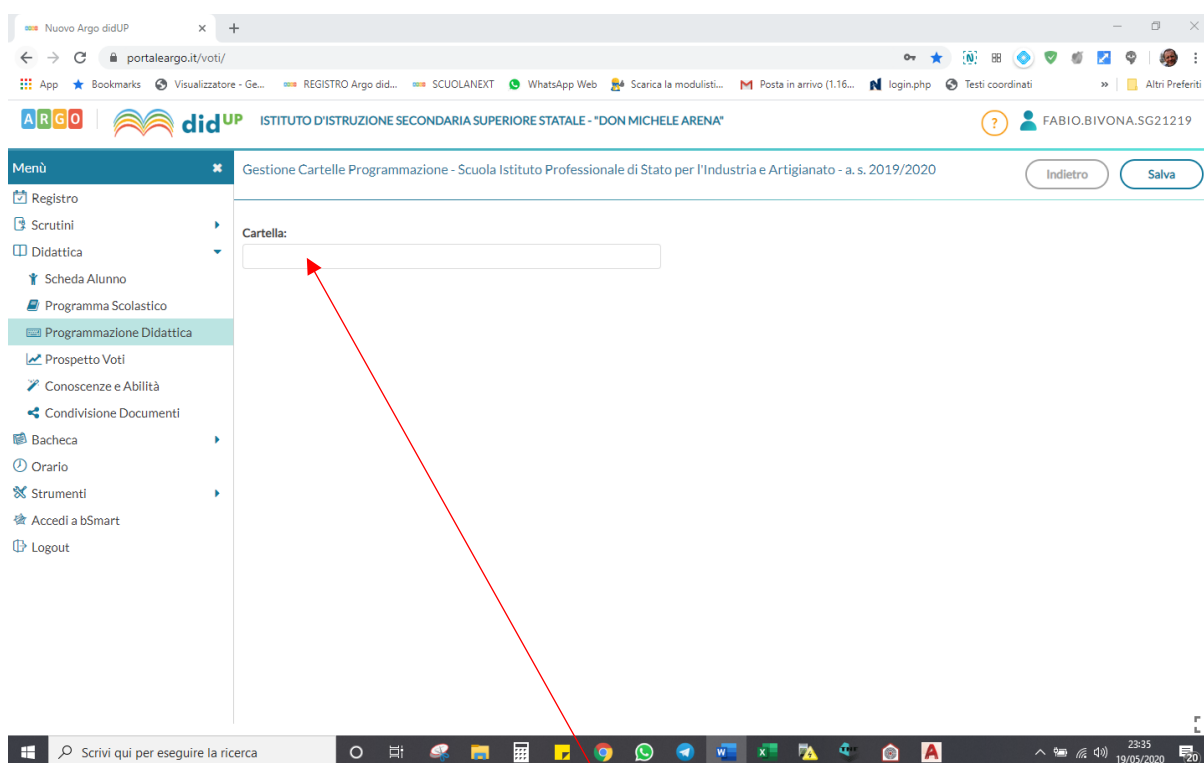 Nuovo Argo didUP
portaleargo.it/voti/
App Bookmarks Visualizzatore - Ge... REGISTRO Argo did... SCUOLANEXT WhatsApp Web Scarica la modulisti... Posta in arrivo (1.16... login.php Testi coordinati » Altri Preferiti
ARGO didUP ISTITUTO D'ISTRUZIONE SECONDARIA SUPERIORE STATALE - "DON MICHELE ARENA" ? FABIO.BIVONA.SG21219
Menù
Gestione Cartelle Programmazione - Scuola Istituto Professionale di Stato per l'Industria e Artigianato - a. s. 2019/2020
Indietro
Salva
Registro
Scrutini
Didattica
Scheda Alunno
Programma Scolastico
Programmazione Didattica
Prospetto Voti
Conoscenze e Abilità
Condivisione Documenti
Bacheca
Orario
Strumenti
Accedi a bSmart
Logout
Cartella:
Scrivi qui per eseguire la ricerca
23:35
19/05/2020